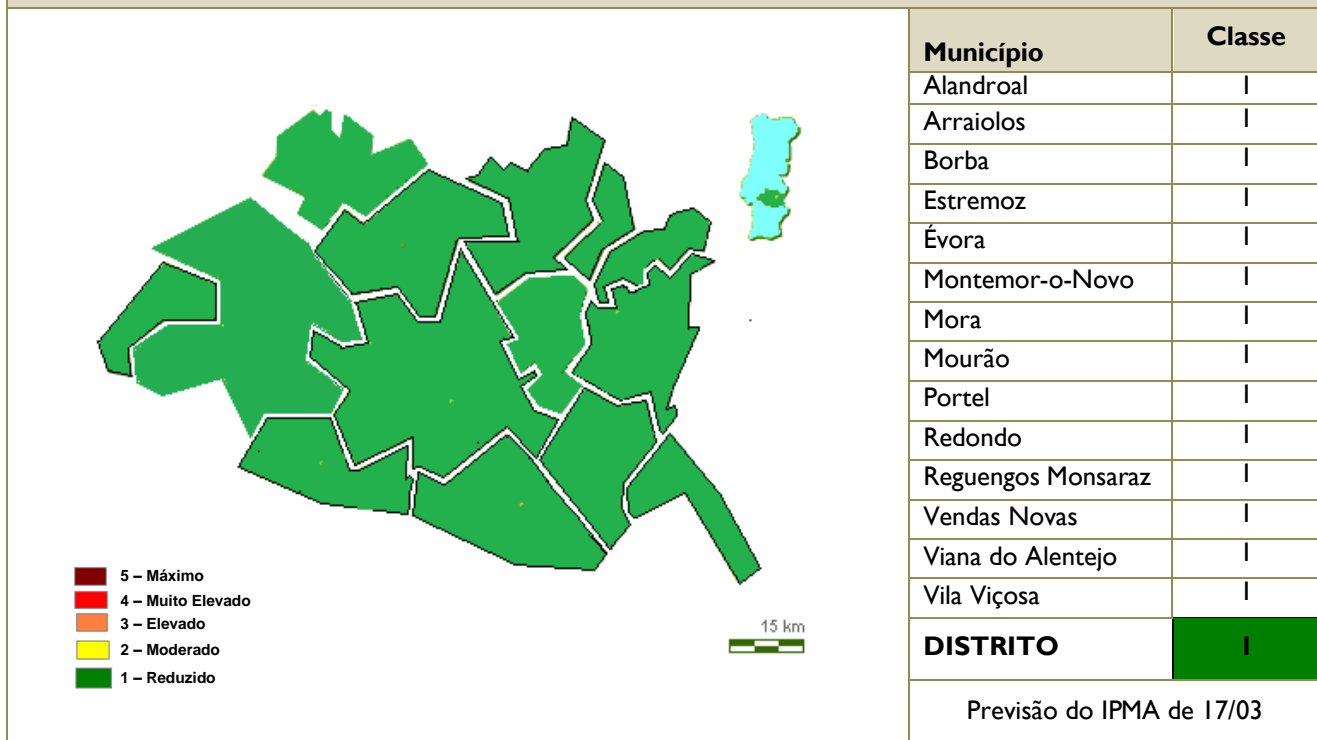 Município Classe
Alandroal 1
Arraiolos 1
Borba 1
Estremoz 1
Évora 1
Montemor-o-Novo 1
Mora 1
Mourão 1
Portel 1
Redondo 1
Reguengos Monsaraz 1
Vendas Novas 1
Viana do Alentejo 1
Vila Viçosa 1
DISTRITO 1
Previsão do IPMA de 17/03
5 – Máximo
4 – Muito Elevado
3 – Elevado
2 – Moderado
1 – Reduzido
15 km